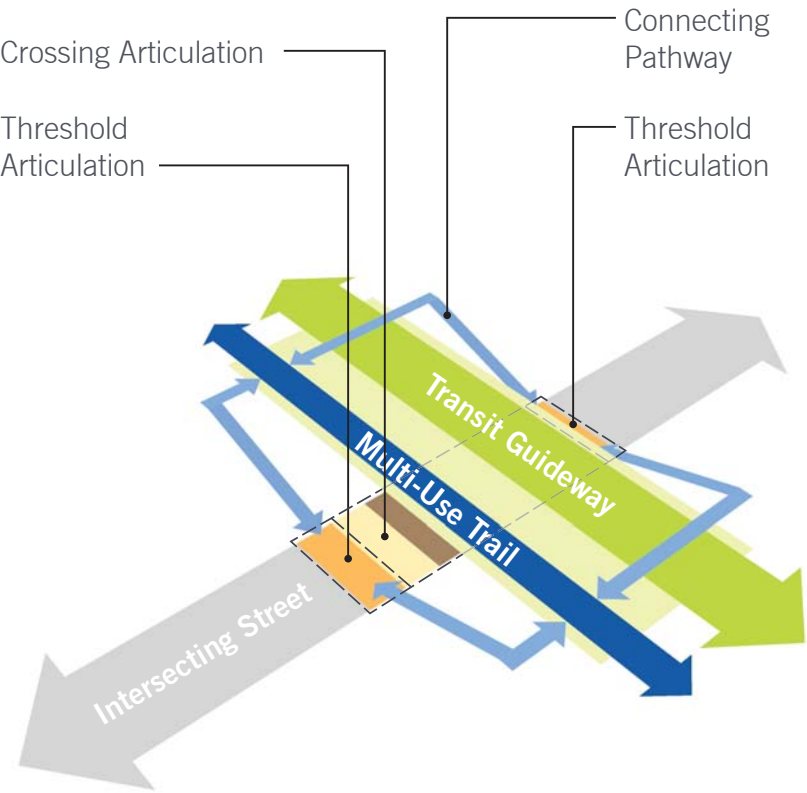 Connecting
Pathway
Crossing Articulation
Threshold
Articulation
Threshold
Articulation
Transit Guideway
Multi-Use Trail
Intersecting Street